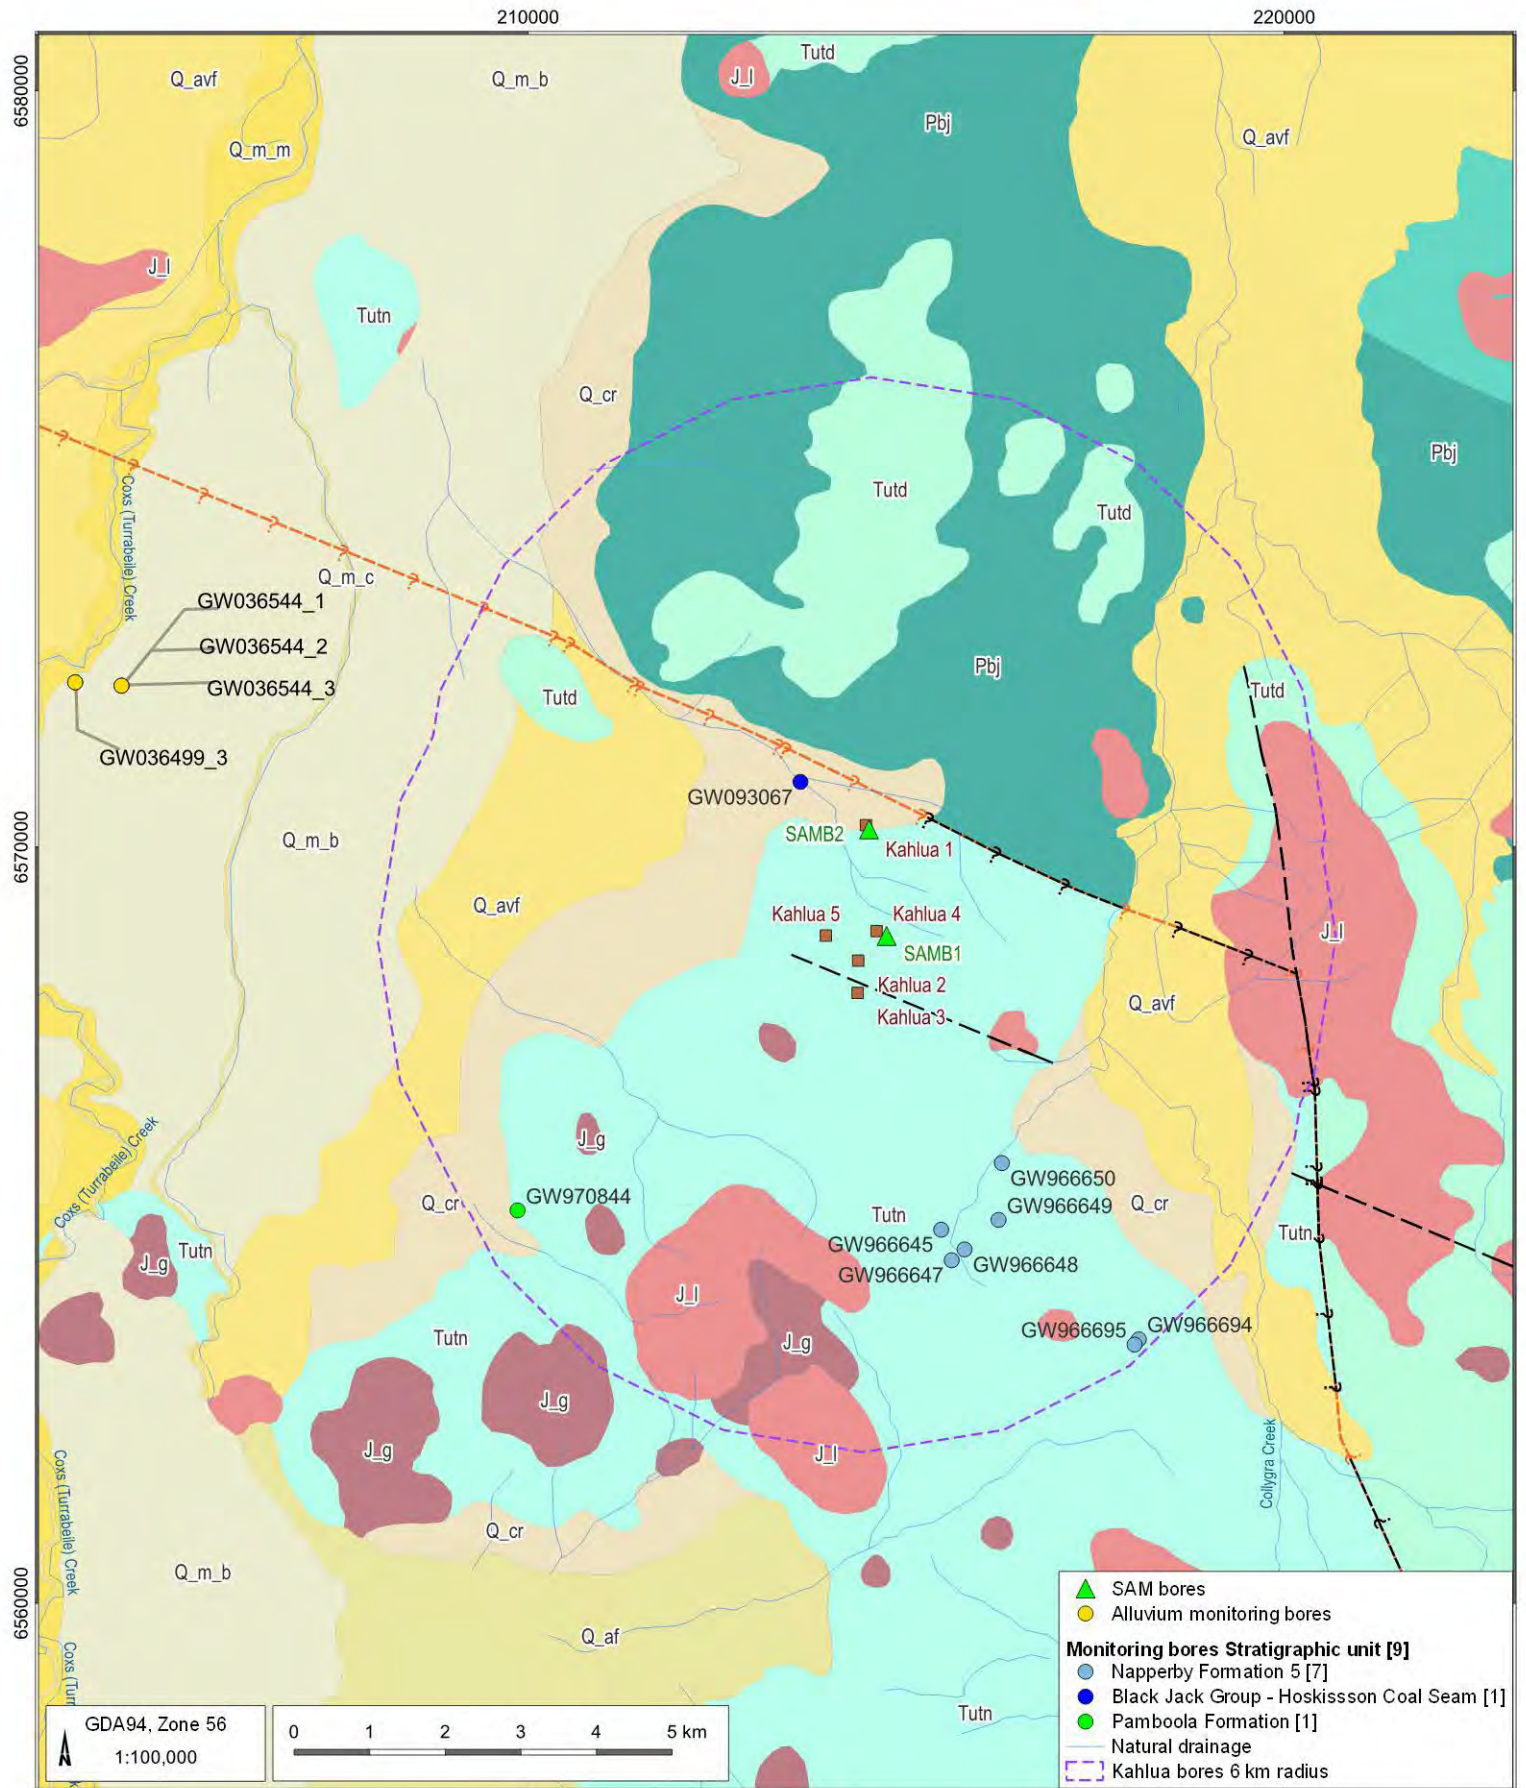 210000
220000
6580000
6570000
6560000
Q_avf
Q_m_b
Tutd
J_l
Pbj
Q_avf
Q_m_m
J_l
Tutn
Q_cr
Pbj
Tutd
Tutd
Coxs (Turrabeile) Creek
Q_m_c
GW036544_1
GW036544_2
GW036544_3
GW036499_3
Pbj
Tutd
Tutd
GW093067
SAMB2
Kahlua 1
Q_m_b
Q_avf
Kahlua 5
Kahlua 4
SAMB1
J_l
Kahlua 2
Kahlua 3
Q_avf
Coxs (Turrabeile) Creek
J_g
GW966650
Q_cr
GW970844
GW966649
Q_cr
Tutn
GW966645
Tutn
Tutn
J_g
GW966648
GW966647
J_l
GW966694
GW966695
Tutn
J_g
J_g
J_g
J_l
Coxs (Turrabeile) Creek
Collygra Creek
Q_cr
Q_m_b
Q_af
Coxs (Turr
k
Tutn
GDA94, Zone 56
1:100,000
N
0 1 2 3 4 5 km
SAM bores
Alluvium monitoring bores
Monitoring bores Stratigraphic unit [9]
Napperby Formation 5 [7]
Black Jack Group - Hoskissson Coal Seam [1]
Pamboola Formation [1]
Natural drainage
Kahlua bores 6 km radius